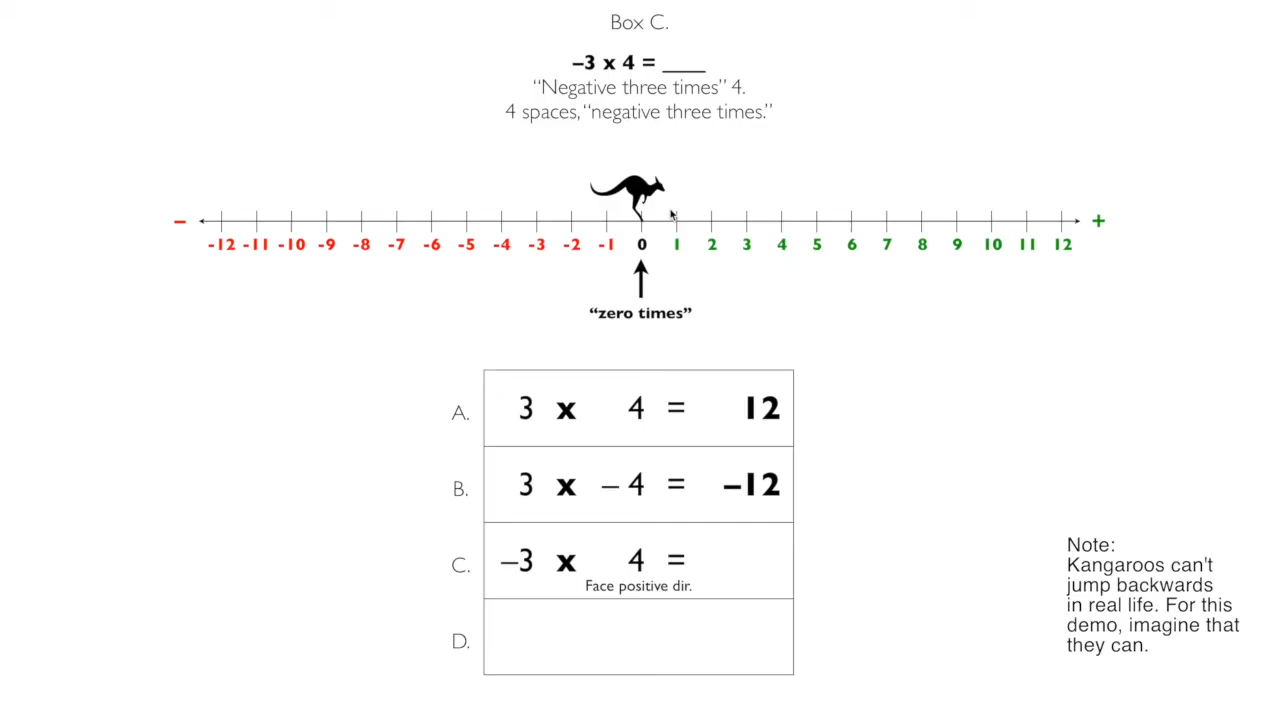 Box C.
–3 x 4 = ____
“Negative three times” 4.
4 spaces, “negative three times.”
– +
-12 -11 -10 -9 -8 -7 -6 -5 -4 -3 -2 -1 0 1 2 3 4 5 6 7 8 9 10 11 12
“zero times”
A. 3 x 4 = 12
B. 3 x – 4 = –12
C. –3 x 4 =
Face positive dir.
D.
Note:
Kangaroos can't
jump backwards
in real life. For this
demo, imagine that
they can.